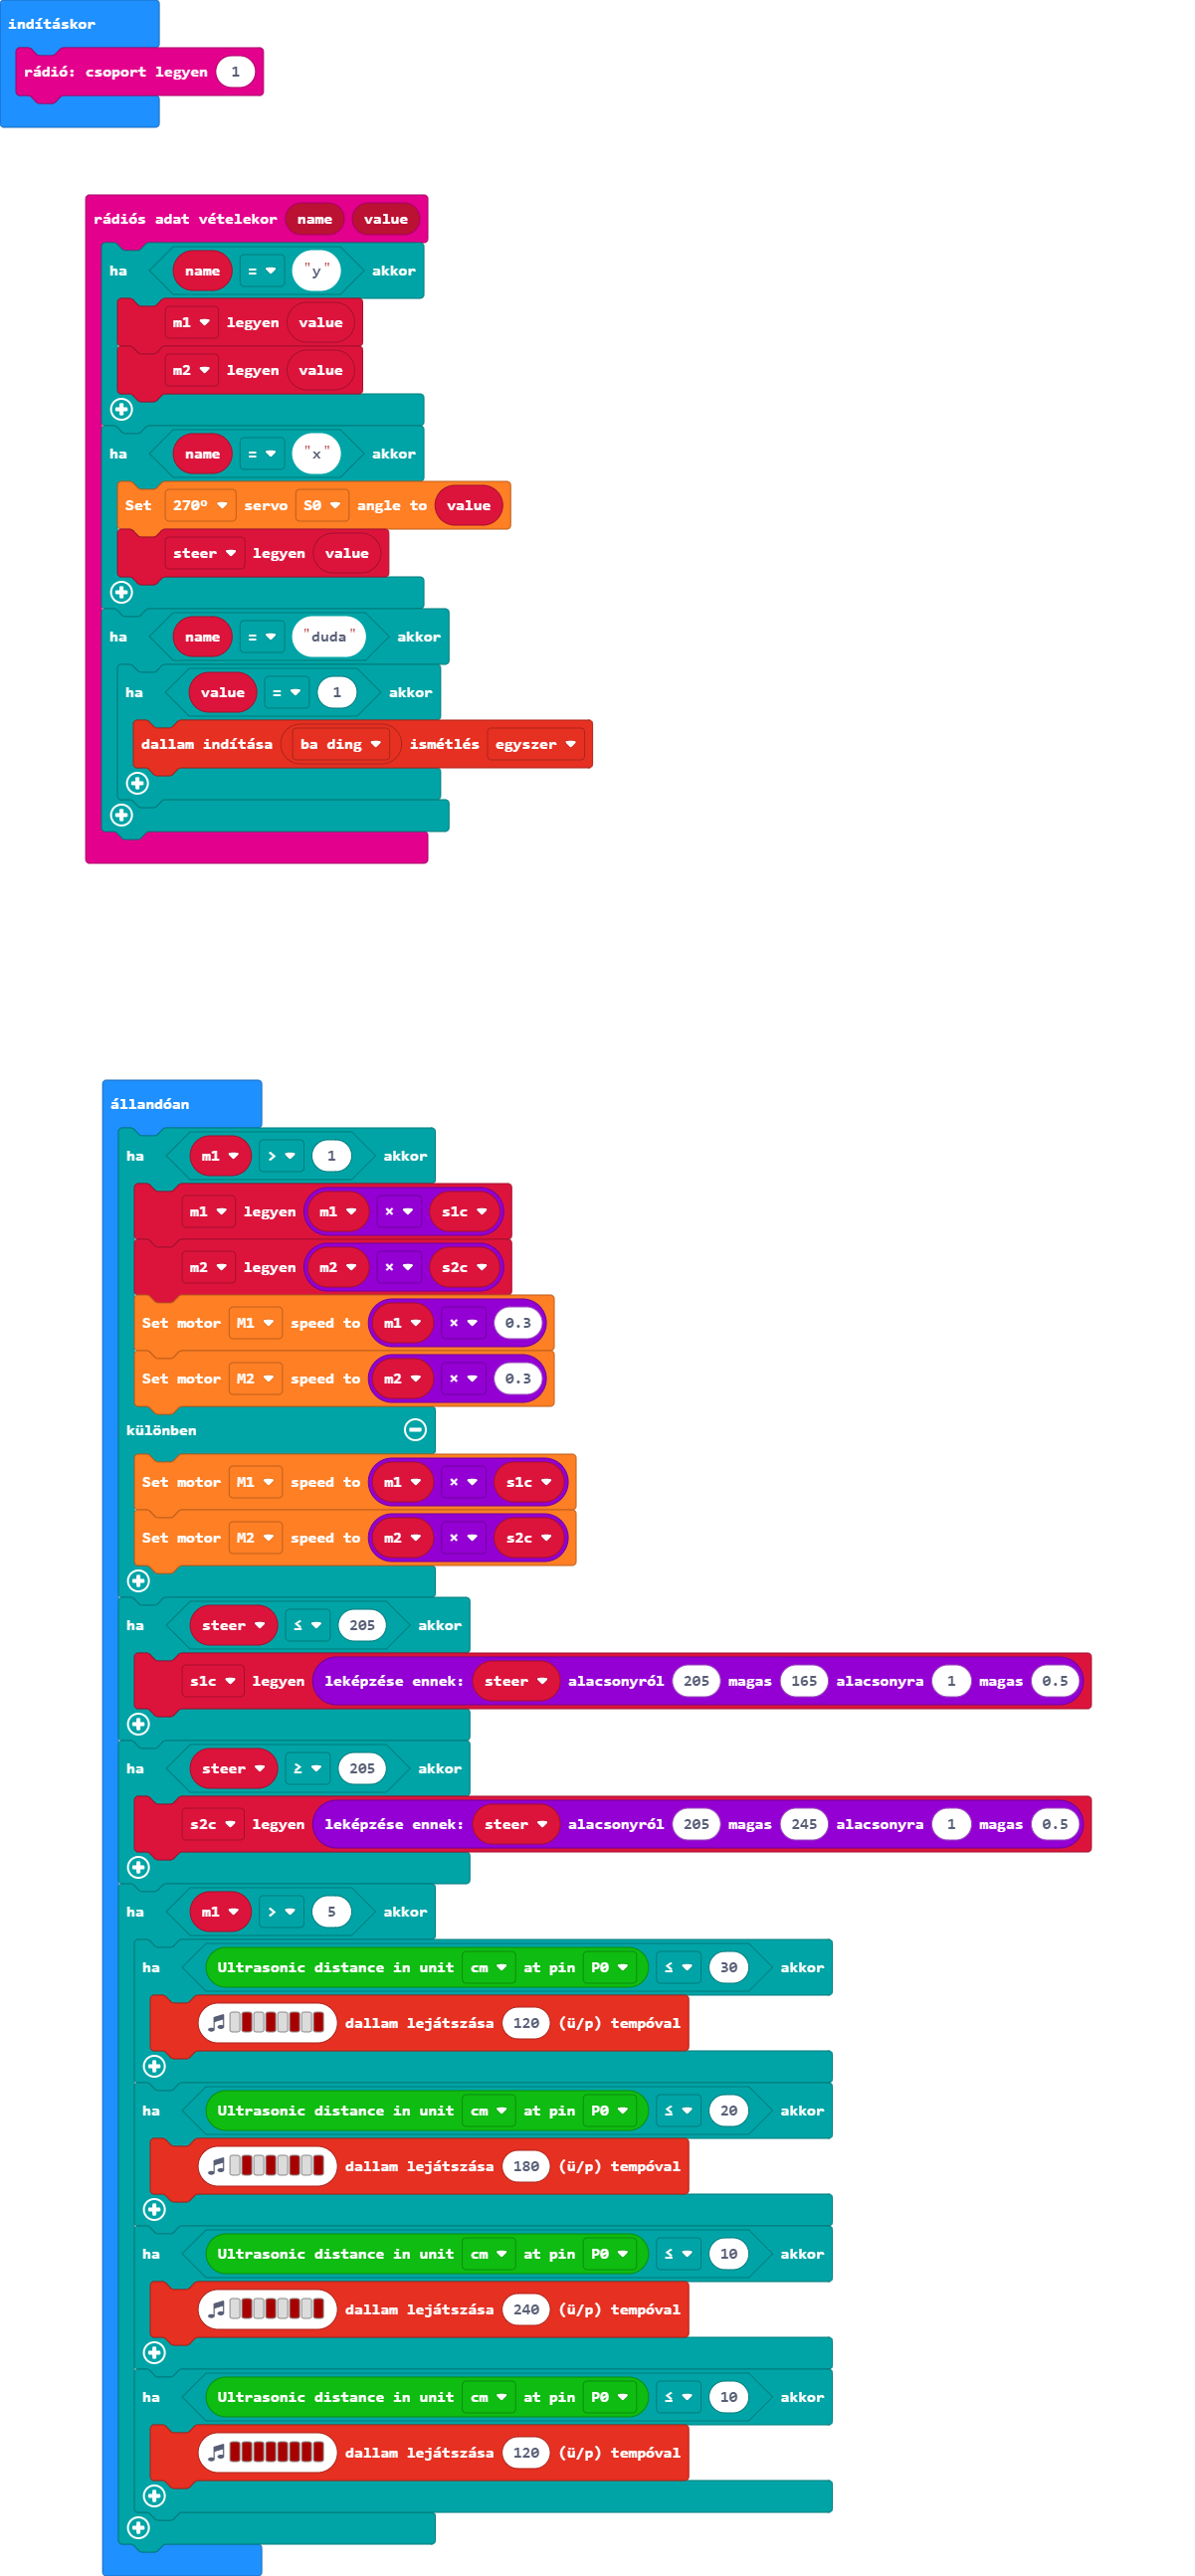 indításkor
rádió: csoport legyen 1
rádiós adat vételekor name value
ha name = "y" akkor
m1 legyen value
m2 legyen value
ha name = "x" akkor
Set 270º servo S0 angle to value
steer legyen value
ha name = "duda" akkor
ha value = 1 akkor
dallam indítása ba ding ismétlés egyszer
állandóan
ha m1 > 1 akkor
m1 legyen m1 × s1c
m2 legyen m2 × s2c
Set motor M1 speed to m1 × 0.3
Set motor M2 speed to m2 × 0.3
különben
Set motor M1 speed to m1 × s1c
Set motor M2 speed to m2 × s2c
ha steer ≤ 205 akkor
s1c legyen leképzése ennek: steer alacsonyról 205 magas 165 alacsonyra 1 magas 0.5
ha steer ≥ 205 akkor
s2c legyen leképzése ennek: steer alacsonyról 205 magas 245 alacsonyra 1 magas 0.5
ha m1 > 5 akkor
ha Ultrasonic distance in unit cm at pin P0 ≤ 30 akkor
dallam lejátszása 120 (ü/p) tempóval
ha Ultrasonic distance in unit cm at pin P0 ≤ 20 akkor
dallam lejátszása 180 (ü/p) tempóval
ha Ultrasonic distance in unit cm at pin P0 ≤ 10 akkor
dallam lejátszása 240 (ü/p) tempóval
ha Ultrasonic distance in unit cm at pin P0 ≤ 10 akkor
dallam lejátszása 120 (ü/p) tempóval